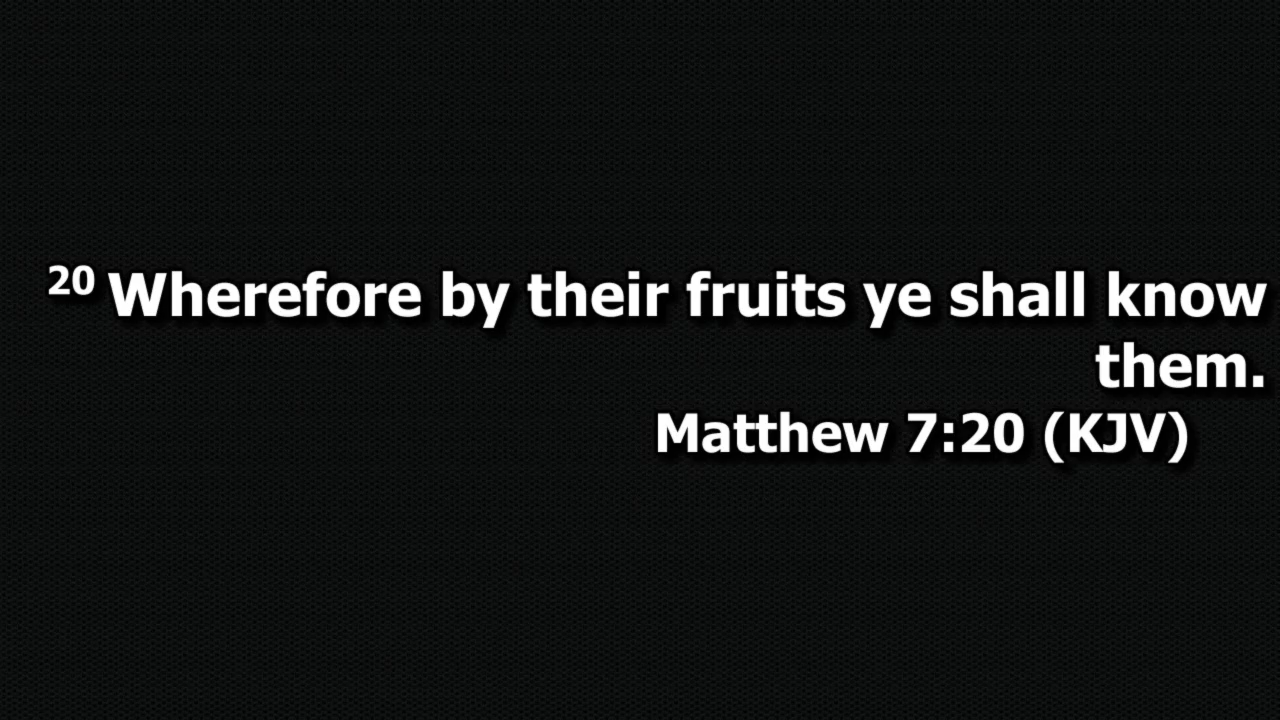 20 Wherefore by their fruits ye shall know
them.
Matthew 7:20 (KJV)